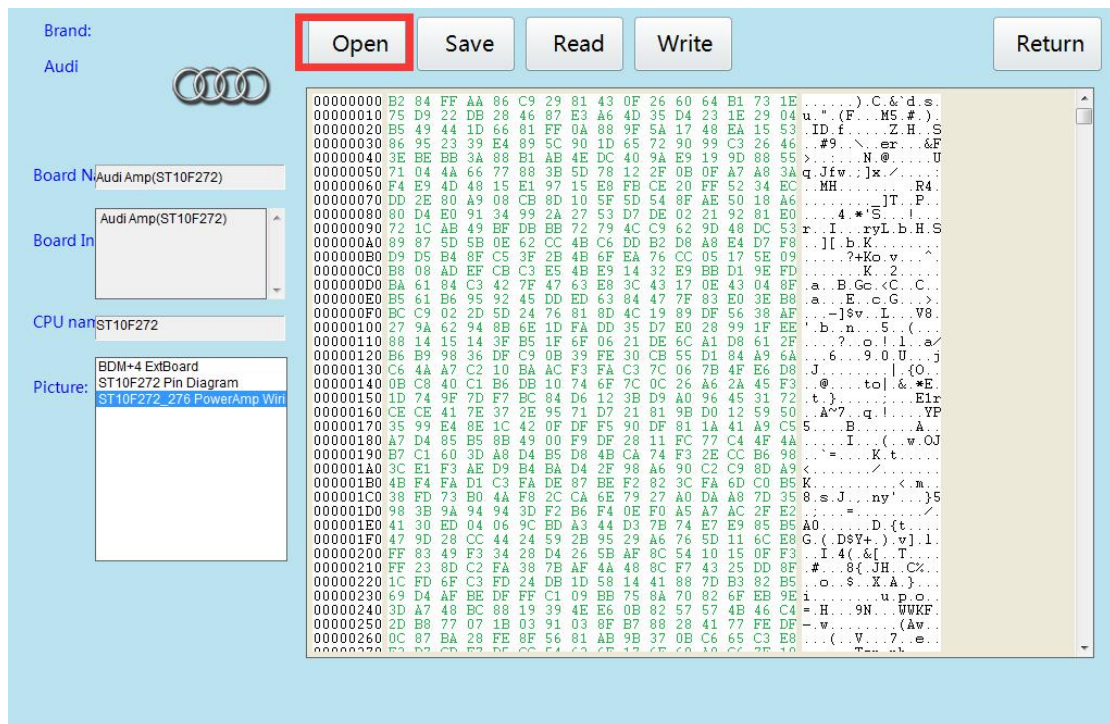 Brand:
Audi
Open Save Read Write Return
Board N Audi Amp(ST10F272)
Board In Audi Amp(ST10F272)
CPU nam ST10F272
Picture: BDM+4 ExtBoard
ST10F272 Pin Diagram
ST10F272_276 PowerAmp Wiri
00000000 B2 84 FF AA 86 C9 29 81 43 0F 26 60 64 B1 73 1E ......).C.&`d.s.
00000010 75 D9 22 DB 28 46 87 E3 A6 4D 35 D4 23 1E 29 04 u.".(F...M5.#.).
00000020 B5 49 44 1D 66 81 FF 0A 88 9F 5A 17 48 EA 15 53 .ID.f.....Z.H..S
00000030 86 95 23 39 E4 89 5C 90 1D 65 72 90 99 C3 26 46 ..#9..\..er...&F
00000040 3E BE BB 3A 88 B1 AB 4E DC 40 9A E9 19 9D 88 55 >..:...N.@.....U
00000050 71 04 4A 66 77 88 3B 5D 78 12 2F 0B 0F A7 A8 3A q.Jfw.;]x./....:
00000060 F4 E9 4D 48 15 E1 97 15 E8 FB CE 20 FF 52 34 EC ..MH....... .R4.
00000070 DD 2E 80 A9 08 CB 8D 10 5F 5D 54 8F AE 50 18 A6 ........_]T..P..
00000080 80 D4 E0 91 34 99 2A 27 53 D7 DE 02 21 92 81 E0 ....4.*'S...!...
00000090 72 1C AB 49 BF DB BB 72 79 4C C9 62 9D 48 DC 53 r..I...ryL.b.H.S
000000A0 89 87 5D 5B 0E 62 CC 4B C6 DD B2 D8 A8 E4 D7 F8 ..][.b.K........
000000B0 D9 D5 B4 8F C5 3F 2B 4B 6F EA 76 CC 05 17 5E 09 .....?+Ko.v...^.
000000C0 B8 08 AD EF CB C3 E5 4B E9 14 32 E9 BB D1 9E FD .......K..2.....
000000D0 BA 61 84 C3 42 7F 47 63 E8 3C 43 17 0E 43 04 8F .a..B.Gc.<C..C..
000000E0 B5 61 B6 95 92 45 DD ED 63 84 47 7F 83 E0 3E B8 .a...E..c.G...>.
000000F0 BC C9 02 2D 5D 24 76 81 8D 4C 19 89 DF 56 38 AF ...-]$v..L...V8.
00000100 27 9A 62 94 8B 6E 1D FA DD 35 D7 E0 28 99 1F EE '.b..n...5..(...
00000110 88 14 15 14 3F B5 1F 6F 06 21 DE 6C A1 D8 61 2F ....?..o.!.l..a/
00000120 B6 B9 98 36 DF C9 0B 39 FE 30 CB 55 D1 84 A9 6A ...6...9.0.U...j
00000130 C6 4A A7 C2 10 BA AC F3 FA C3 7C 06 7B 4F E6 D8 .J........|.{O..
00000140 0B C8 40 C1 B6 DB 10 74 6F 7C 0C 26 A6 2A 45 F3 ..@....to|.&.*E.
00000150 1D 74 9F 7D F7 BC 84 D6 12 3B D9 A0 96 45 31 72 .t.}.....;...E1r
00000160 CE CE 41 7E 37 2E 95 71 D7 21 81 9B D0 12 59 50 ..A~7..q.!....YP
00000170 35 99 E4 8E 1C 42 0F DF F5 90 DF 81 1A 41 A9 C5 5....B.......A..
00000180 A7 D4 85 B5 8B 49 00 F9 DF 28 11 FC 77 C4 4F 4A .....I...(..w.OJ
00000190 B7 C1 60 3D A8 D4 B5 D8 4B CA 74 F3 2E CC B6 98 ..`=....K.t.....
000001A0 3C E1 F3 AE D9 B4 BA D4 2F 98 A6 90 C2 C9 8D A9 <......./.......
000001B0 4B F4 FA D1 C3 FA DE 87 BE F2 82 3C FA 6D C0 B5 K..........<.m..
000001C0 38 FD 73 B0 4A F8 2C CA 6E 79 27 A0 DA A8 7D 35 8.s.J.,.ny'...}5
000001D0 98 3B 9A 94 94 3D F2 B6 F4 0E F0 A5 A7 AC 2F E2 .;...=......../.
000001E0 41 30 ED 04 06 9C BD A3 44 D3 7B 74 E7 E9 85 B5 A0......D.{t....
000001F0 47 9D 28 CC 44 24 59 2B 95 29 A6 76 5D 11 6C E8 G.(.D$Y+.).v].l.
00000200 FF 83 49 F3 34 28 D4 26 5B AF 8C 54 10 15 0F F3 ..I.4(.&[..T....
00000210 FF 23 8D C2 FA 38 7B AF 4A 48 8C F7 43 25 DD 8F .#...8{.JH..C%..
00000220 1C FD 6F C3 FD 24 DB 1D 58 14 41 88 7D B3 82 B5 ..o..$..X.A.}...
00000230 69 D4 AF BE DF FF C1 09 BB 75 8A 70 82 6F EB 9E i........u.p.o..
00000240 3D A7 48 BC 88 19 39 4E E6 0B 82 57 57 4B 46 C4 =.H...9N...WWKF.
00000250 2D B8 77 07 1B 03 91 03 8F B7 88 28 41 77 FE DF -.w........(Aw..
00000260 0C 87 BA 28 FE 8F 56 81 AB 9B 37 0B C6 65 C3 E8 ...(..V...7..e..